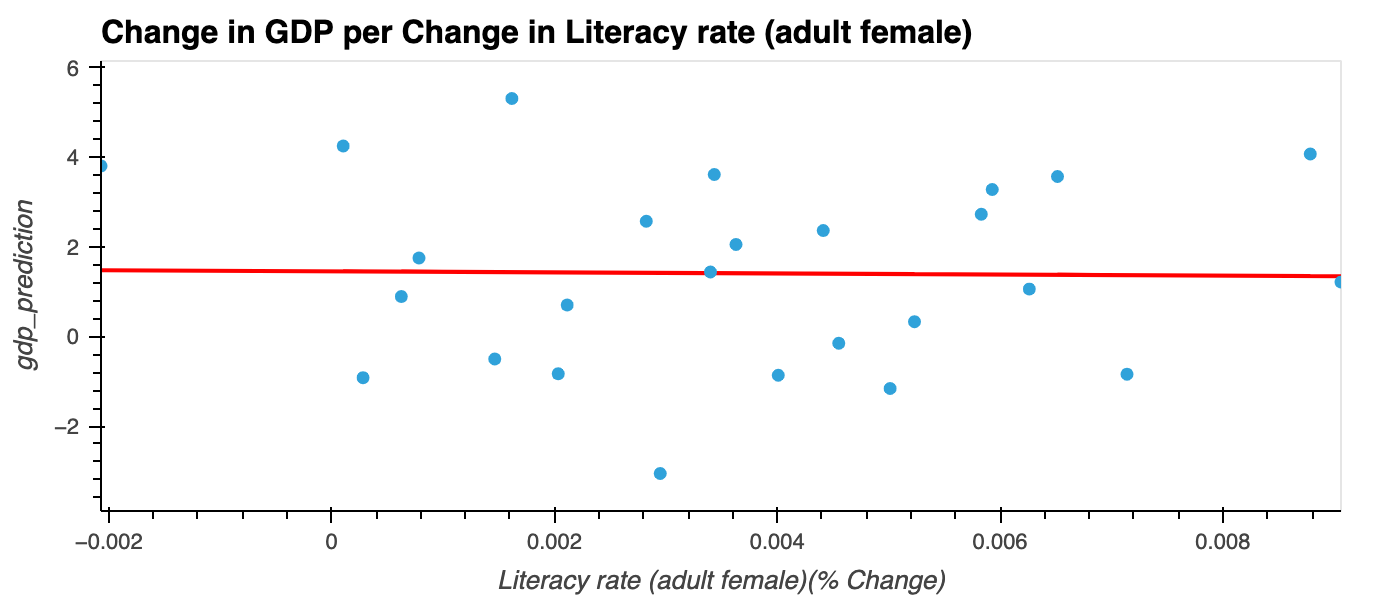 Change in GDP per Change in Literacy rate (adult female)
6
4
2
0
−2
gdp_prediction
−0.002 0 0.002 0.004 0.006 0.008
Literacy rate (adult female)(% Change)